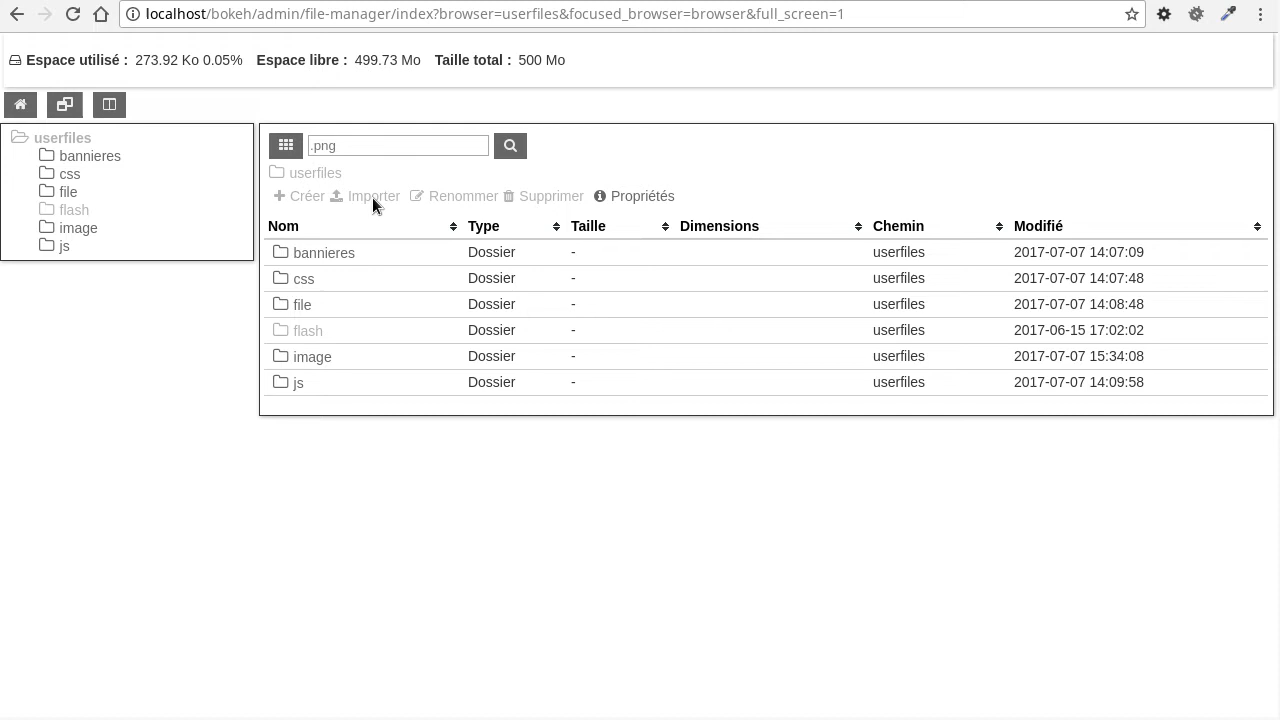 localhost/bokeh/admin/file-manager/index?browser=userfiles&focused_browser=browser&full_screen=1
Espace utilisé : 273.92 Ko 0.05% Espace libre : 499.73 Mo Taille total : 500 Mo
userfiles
bannieres
css
file
flash
image
js
.png
userfiles
Créer Importer Renommer Supprimer Propriétés
Nom Type Taille Dimensions Chemin Modifié
bannieres Dossier - userfiles 2017-07-07 14:07:09
css Dossier - userfiles 2017-07-07 14:07:48
file Dossier - userfiles 2017-07-07 14:08:48
flash Dossier - userfiles 2017-06-15 17:02:02
image Dossier - userfiles 2017-07-07 15:34:08
js Dossier - userfiles 2017-07-07 14:09:58